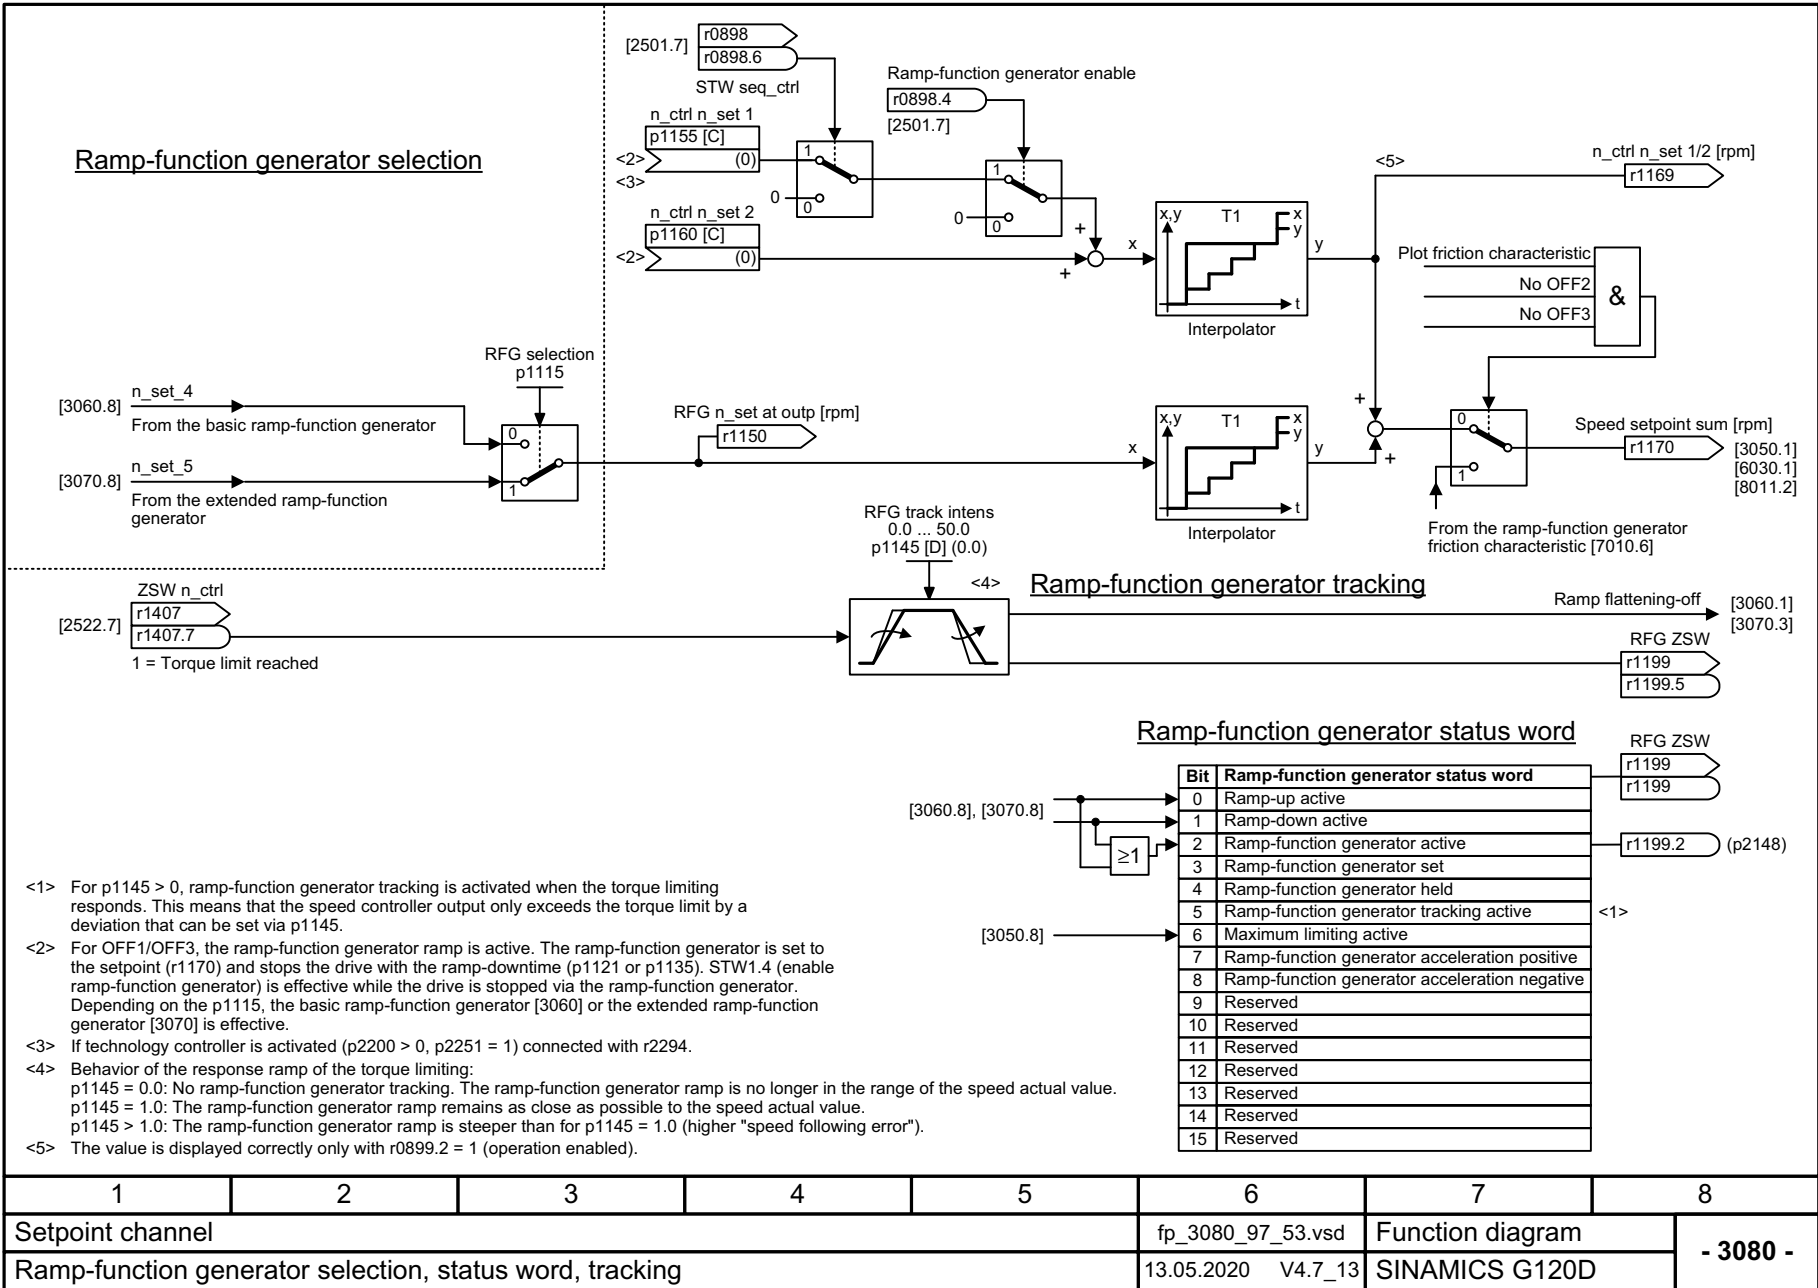 [2501.7]
r0898
r0898.6
STW seq_ctrl
Ramp-function generator enable
r0898.4
[2501.7]
Ramp-function generator selection
n_ctrl n_set 1
p1155 [C]
<2>
(0)
<3>
1
0
0
1
0
0
n_ctrl n_set 2
p1160 [C]
<2>
(0)
+
+
x
x,y
T1
x
y
t
y
Interpolator
<5>
n_ctrl n_set 1/2 [rpm]
r1169
Plot friction characteristic
No OFF2
No OFF3
&
RFG selection
p1115
[3060.8]
n_set_4
From the basic ramp-function generator
[3070.8]
n_set_5
From the extended ramp-function
generator
0
1
RFG n_set at outp [rpm]
r1150
x
x,y
T1
x
y
t
y
Interpolator
+
+
0
1
Speed setpoint sum [rpm]
r1170
[3050.1]
[6030.1]
[8011.2]
From the ramp-function generator
friction characteristic [7010.6]
RFG track intens
0.0 ... 50.0
p1145 [D] (0.0)
<4>
Ramp-function generator tracking
ZSW n_ctrl
[2522.7]
r1407
r1407.7
1 = Torque limit reached
Ramp flattening-off
[3060.1]
[3070.3]
RFG ZSW
r1199
r1199.5
Ramp-function generator status word
RFG ZSW
r1199
r1199
[3060.8], [3070.8]
≥1
[3050.8]
Bit Ramp-function generator status word
0 Ramp-up active
1 Ramp-down active
2 Ramp-function generator active
r1199.2 (p2148)
3 Ramp-function generator set
4 Ramp-function generator held
5 Ramp-function generator tracking active <1>
6 Maximum limiting active
7 Ramp-function generator acceleration positive
8 Ramp-function generator acceleration negative
9 Reserved
10 Reserved
11 Reserved
12 Reserved
13 Reserved
14 Reserved
15 Reserved
<1> For p1145 > 0, ramp-function generator tracking is activated when the torque limiting
responds. This means that the speed controller output only exceeds the torque limit by a
deviation that can be set via p1145.
<2> For OFF1/OFF3, the ramp-function generator ramp is active. The ramp-function generator is set to
the setpoint (r1170) and stops the drive with the ramp-downtime (p1121 or p1135). STW1.4 (enable
ramp-function generator) is effective while the drive is stopped via the ramp-function generator.
Depending on the p1115, the basic ramp-function generator [3060] or the extended ramp-function
generator [3070] is effective.
<3> If technology controller is activated (p2200 > 0, p2251 = 1) connected with r2294.
<4> Behavior of the response ramp of the torque limiting:
p1145 = 0.0: No ramp-function generator tracking. The ramp-function generator ramp is no longer in the range of the speed actual value.
p1145 = 1.0: The ramp-function generator ramp remains as close as possible to the speed actual value.
p1145 > 1.0: The ramp-function generator ramp is steeper than for p1145 = 1.0 (higher "speed following error").
<5> The value is displayed correctly only with r0899.2 = 1 (operation enabled).
1 2 3 4 5 6 7 8
Setpoint channel
fp_3080_97_53.vsd
Function diagram
- 3080 -
Ramp-function generator selection, status word, tracking
13.05.2020 V4.7_13
SINAMICS G120D